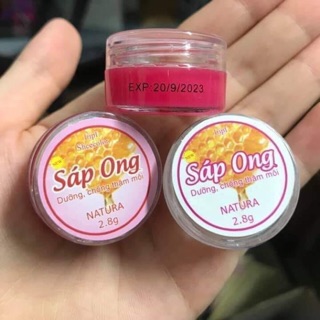 EXP 20/9/2023
Sáp Ong
Dưỡng, chống thâm môi
NATURA
2.8g
Sáp Ong
Dưỡng, chống thâm môi
NATURA
2.8g